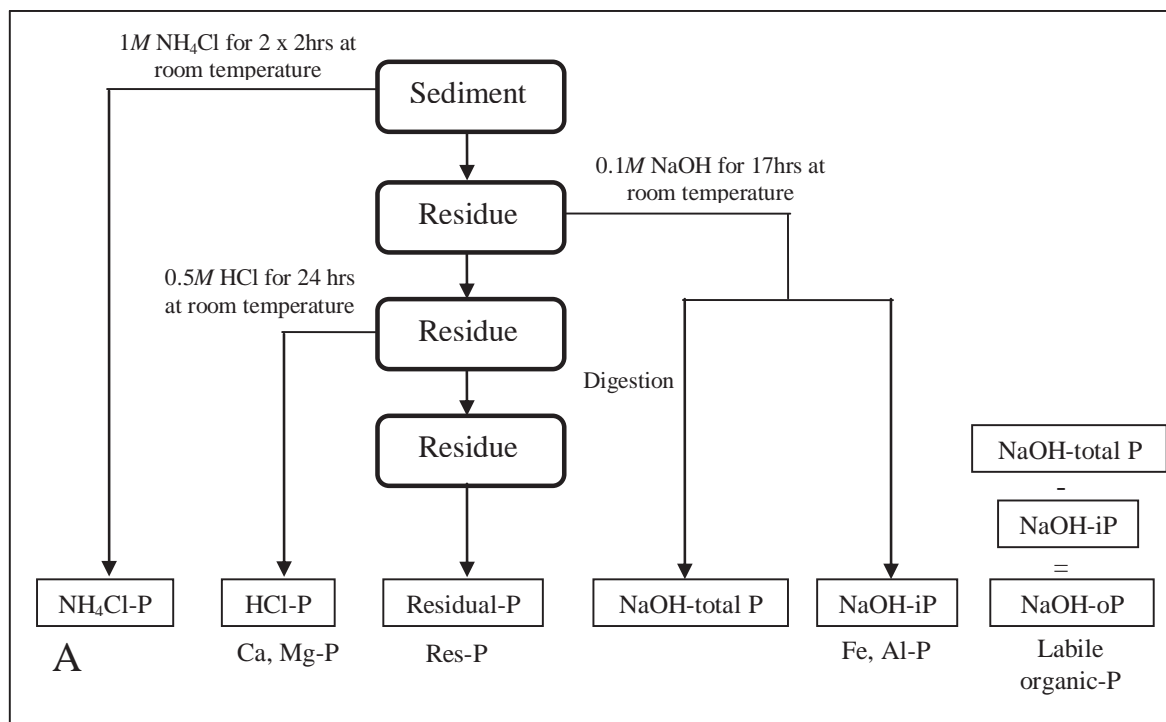 1M NH₄Cl for 2 x 2hrs at
room temperature
Sediment
0.1M NaOH for 17hrs at
room temperature
Residue
0.5M HCl for 24 hrs
at room temperature
Residue
Digestion
Residue
NaOH-total P
-
NaOH-iP
=
NH₄Cl-P
HCl-P
Residual-P
NaOH-total P
NaOH-iP
NaOH-oP
A
Ca, Mg-P
Res-P
Fe, Al-P
Labile
organic-P